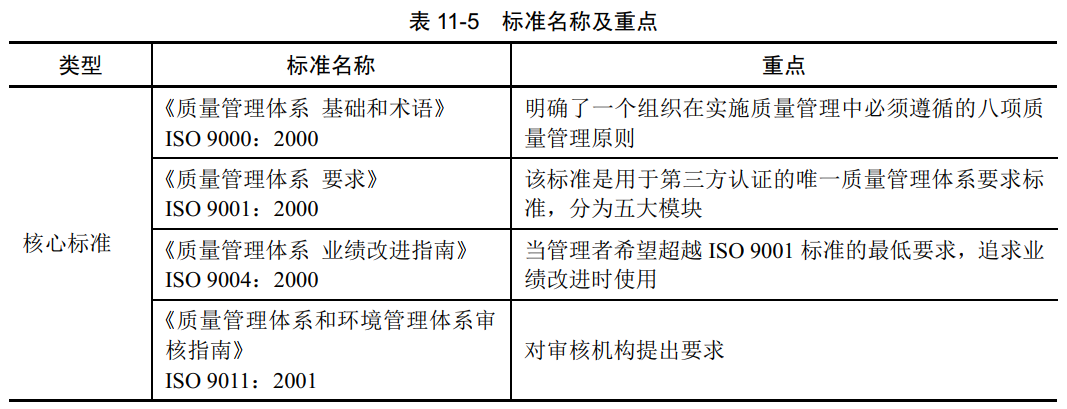 表 11-5 标准名称及重点
类型 标准名称 重点
核心标准
《质量管理体系 基础和术语》
ISO 9000：2000
明确了一个组织在实施质量管理中必须遵循的八项质
量管理原则
《质量管理体系 要求》
ISO 9001：2000
该标准是用于第三方认证的唯一质量管理体系要求标
准，分为五大模块
《质量管理体系 业绩改进指南》
ISO 9004：2000
当管理者希望超越 ISO 9001 标准的最低要求，追求业
绩改进时使用
《质量管理体系和环境管理体系审
核指南》
ISO 9011：2001
对审核机构提出要求